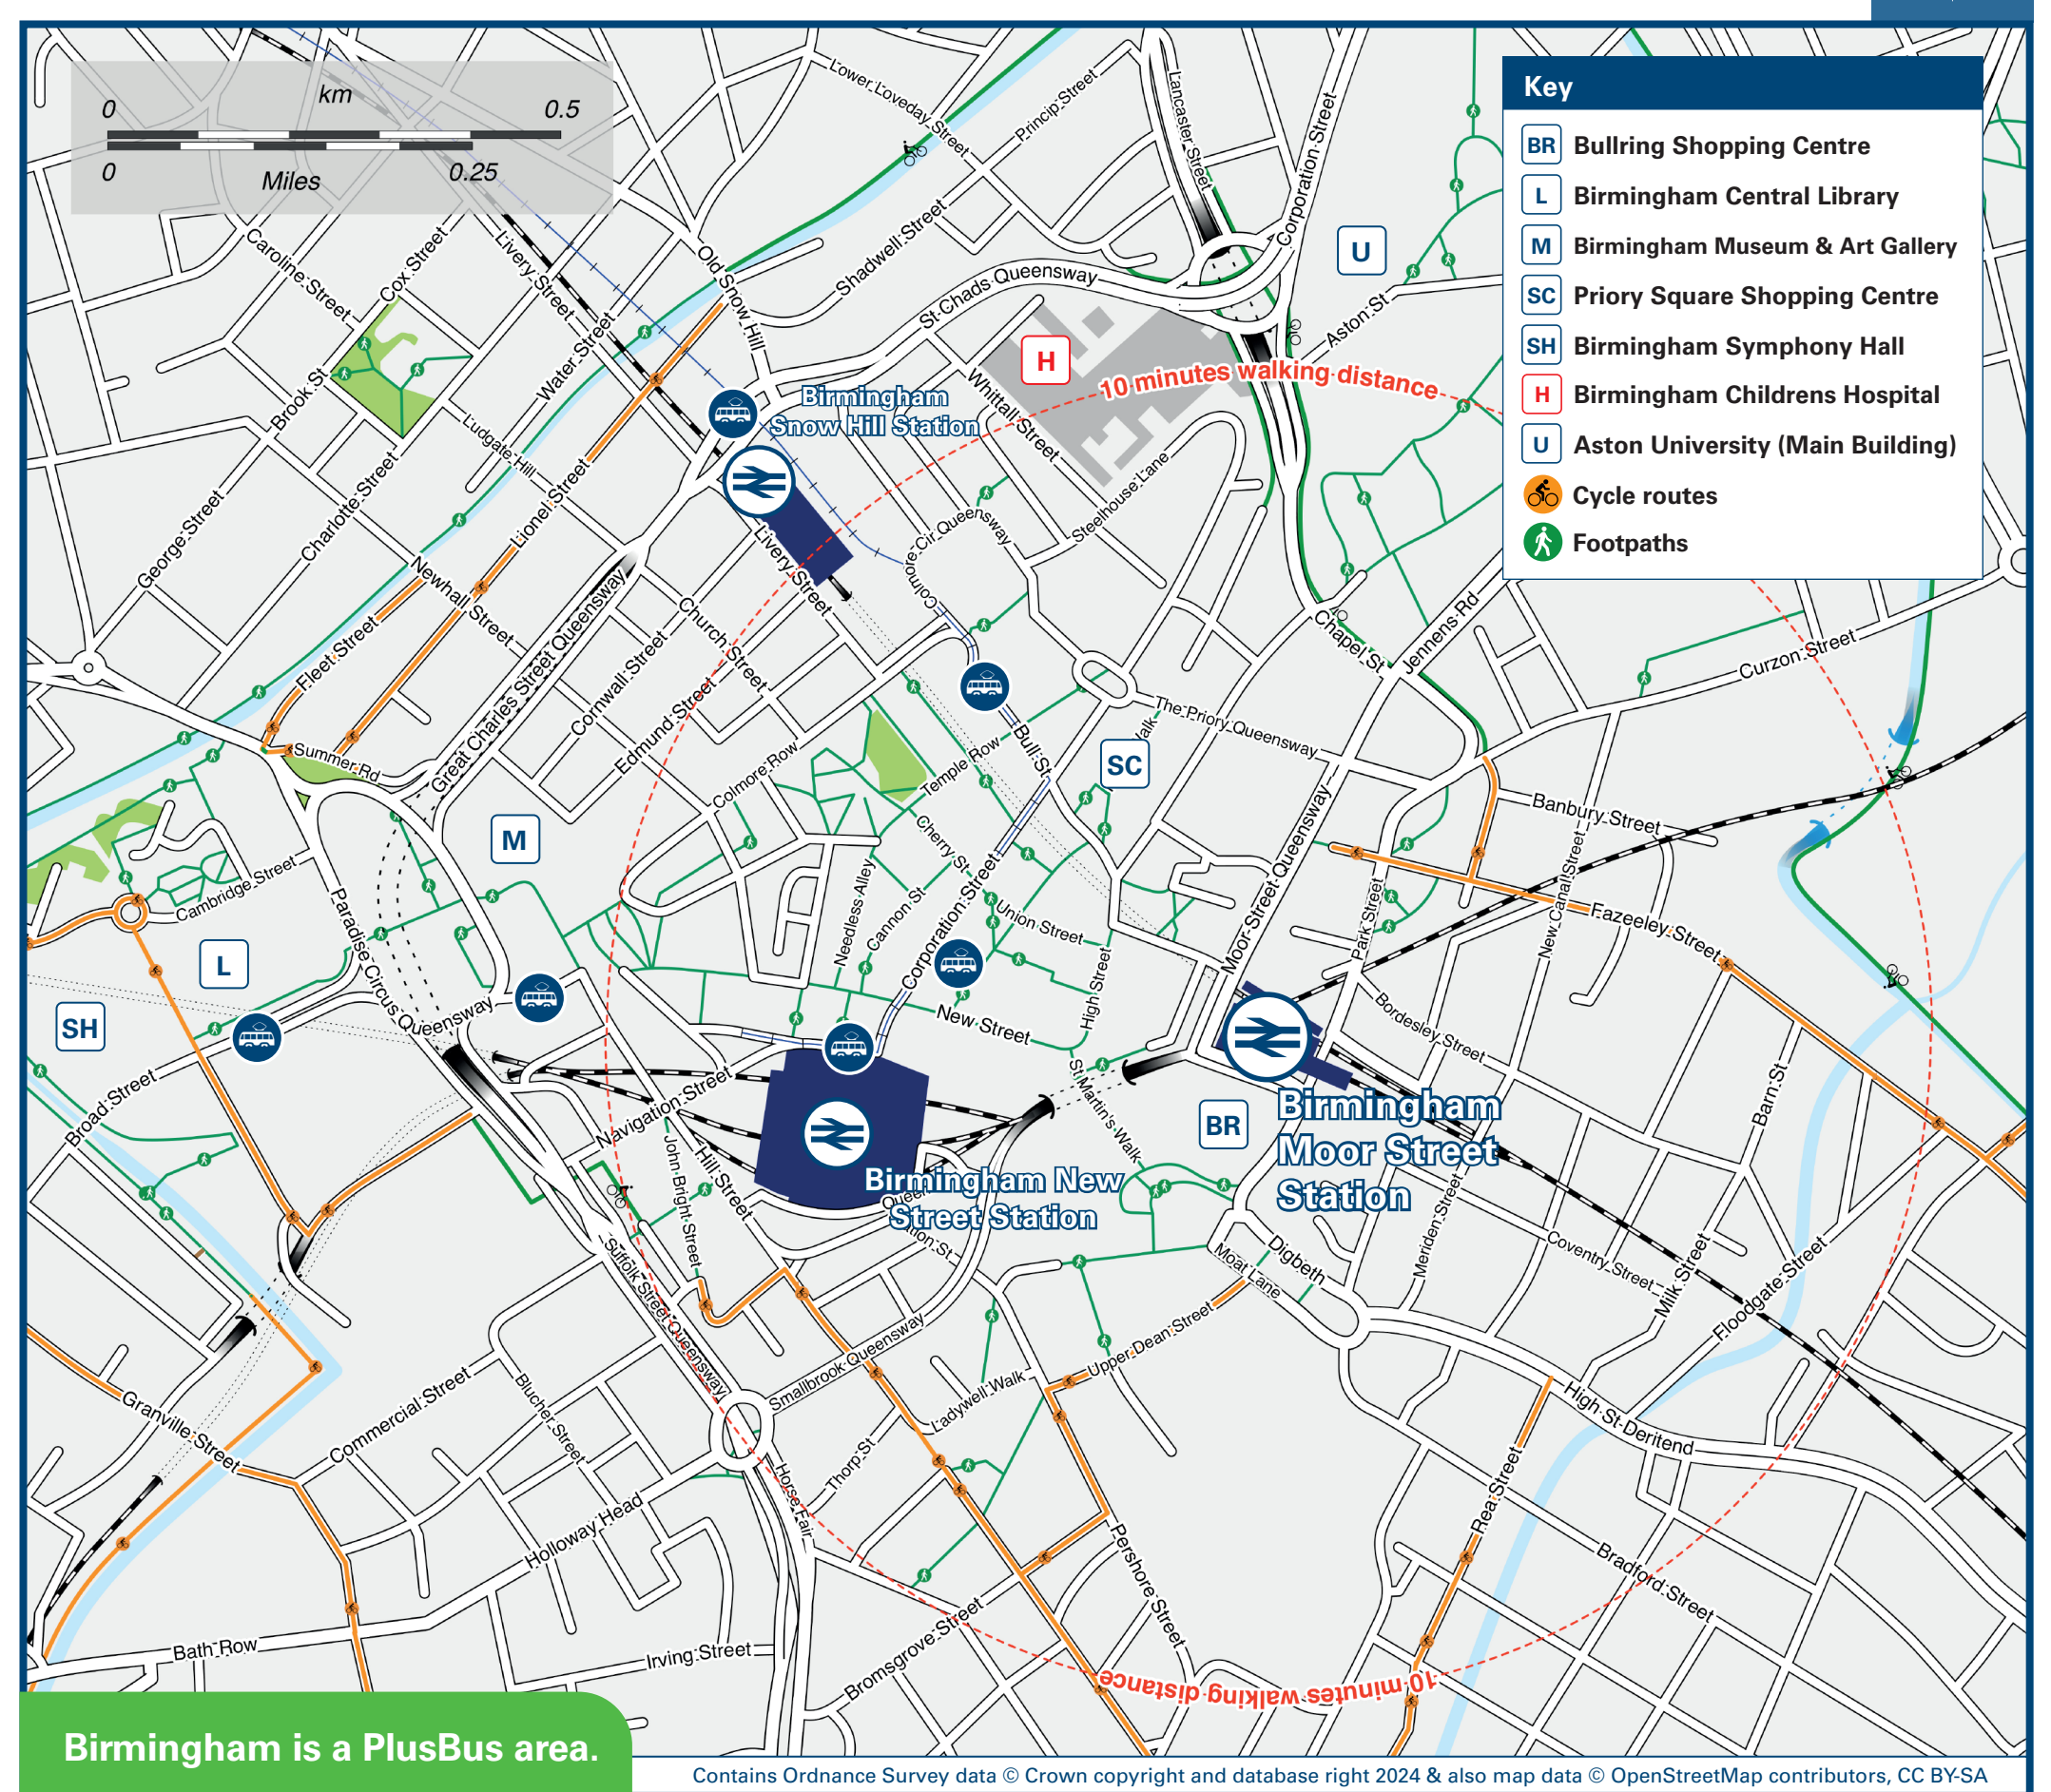 km
0
0.5
0
Miles
0.25
Key
BR Bullring Shopping Centre
L Birmingham Central Library
M Birmingham Museum & Art Gallery
SC Priory Square Shopping Centre
SH Birmingham Symphony Hall
H Birmingham Childrens Hospital
U Aston University (Main Building)
Cycle routes
Footpaths
Lower Loveday Street
Princip Street
Lancaster Street
Corporation Street
Caroline Street
Cox Street
Livery Street
Old Snow Hill
Shadwell Street
St Chads Queensway
U
Aston St
Water Street
H
10 minutes walking distance
Brook St
Birmingham
Snow Hill Station
Whittall Street
Ludgate Hill
Charlotte Street
George Street
Lionel Street
Steelhouse Lane
Livery Street
Colmore Cir Queensway
Newhall Street
Fleet Street
Great Charles Street Queensway
Church Street
Cornwall Street
Edmund Street
Chapel St
Jennens Rd
Curzon Street
Summer Rd
The Priory Queensway
SC
Walk
Bull St
Colmore Row
Temple Row
M
Cherry St
Banbury Street
Moor Street Queensway
Needless Alley
Cannon St
Corporation Street
Union Street
High Street
Park Street
New Canal Street
Fazeeley Street
Cambridge Street
Paradise Circus Queensway
L
SH
New Street
Bordesley Street
Broad Street
Navigation Street
St Martin's Walk
BR
Birmingham
Moor Street
Station
Barn St
John Bright Street
Hill Street
Birmingham New
Street Station
Queen
ation St
Suffolk Street Queensway
Moat Lane
Digbeth
Meriden Street
Coventry Street
Milk Street
Floodgate Street
Upper Dean Street
Smallbrook Queensway
Ladywell Walk
Granville Street
Commercial Street
Blucher Street
Thorp St
Horse Fair
High St Deritend
Rea Street
Holloway Head
Pershore Street
Bradford Street
Bath Row
Irving Street
Bromsgrove Street
10 minutes walking distance
Birmingham is a PlusBus area.
Contains Ordnance Survey data © Crown copyright and database right 2024 & also map data © OpenStreetMap contributors, CC BY-SA